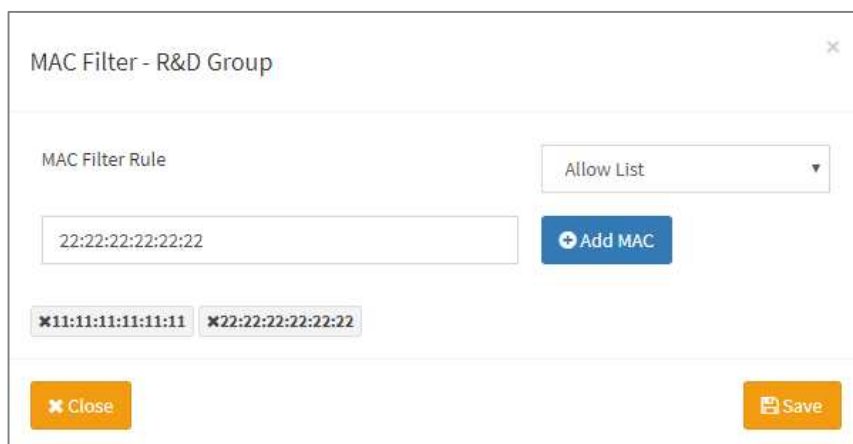 MAC Filter - R&D Group
×
MAC Filter Rule
Allow List
22:22:22:22:22:22
Add MAC
×11:11:11:11:11:11 ×22:22:22:22:22:22
× Close
Save